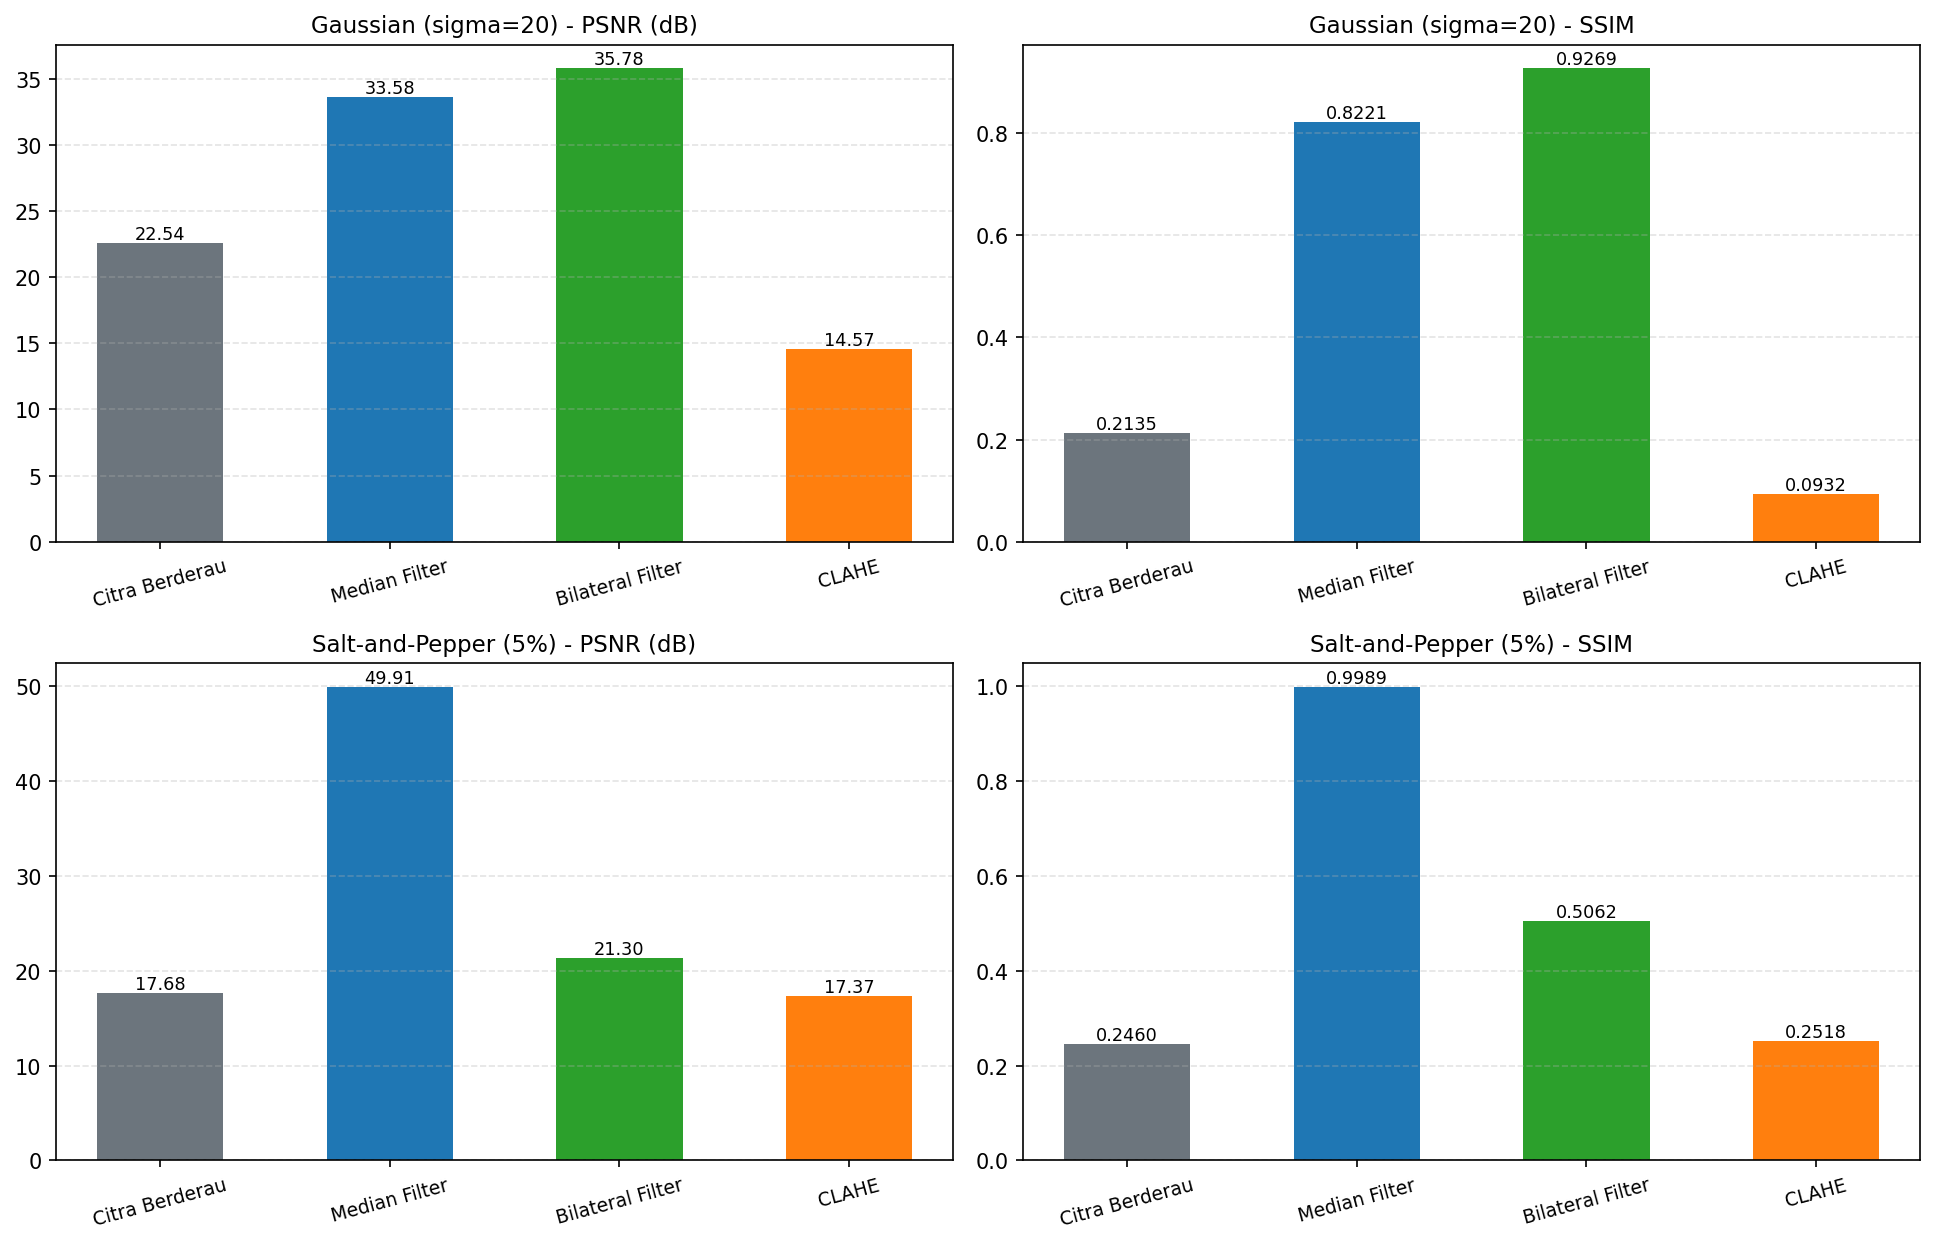 Gaussian (sigma=20) - PSNR (dB)
35
30
25
20
15
10
5
0
22.54
33.58
35.78
14.57
Citra Berderau
Median Filter
Bilateral Filter
CLAHE
Gaussian (sigma=20) - SSIM
0.8
0.6
0.4
0.2
0.0
0.2135
0.8221
0.9269
0.0932
Citra Berderau
Median Filter
Bilateral Filter
CLAHE
Salt-and-Pepper (5%) - PSNR (dB)
50
40
30
20
10
0
17.68
49.91
21.30
17.37
Citra Berderau
Median Filter
Bilateral Filter
CLAHE
Salt-and-Pepper (5%) - SSIM
1.0
0.8
0.6
0.4
0.2
0.0
0.2460
0.9989
0.5062
0.2518
Citra Berderau
Median Filter
Bilateral Filter
CLAHE